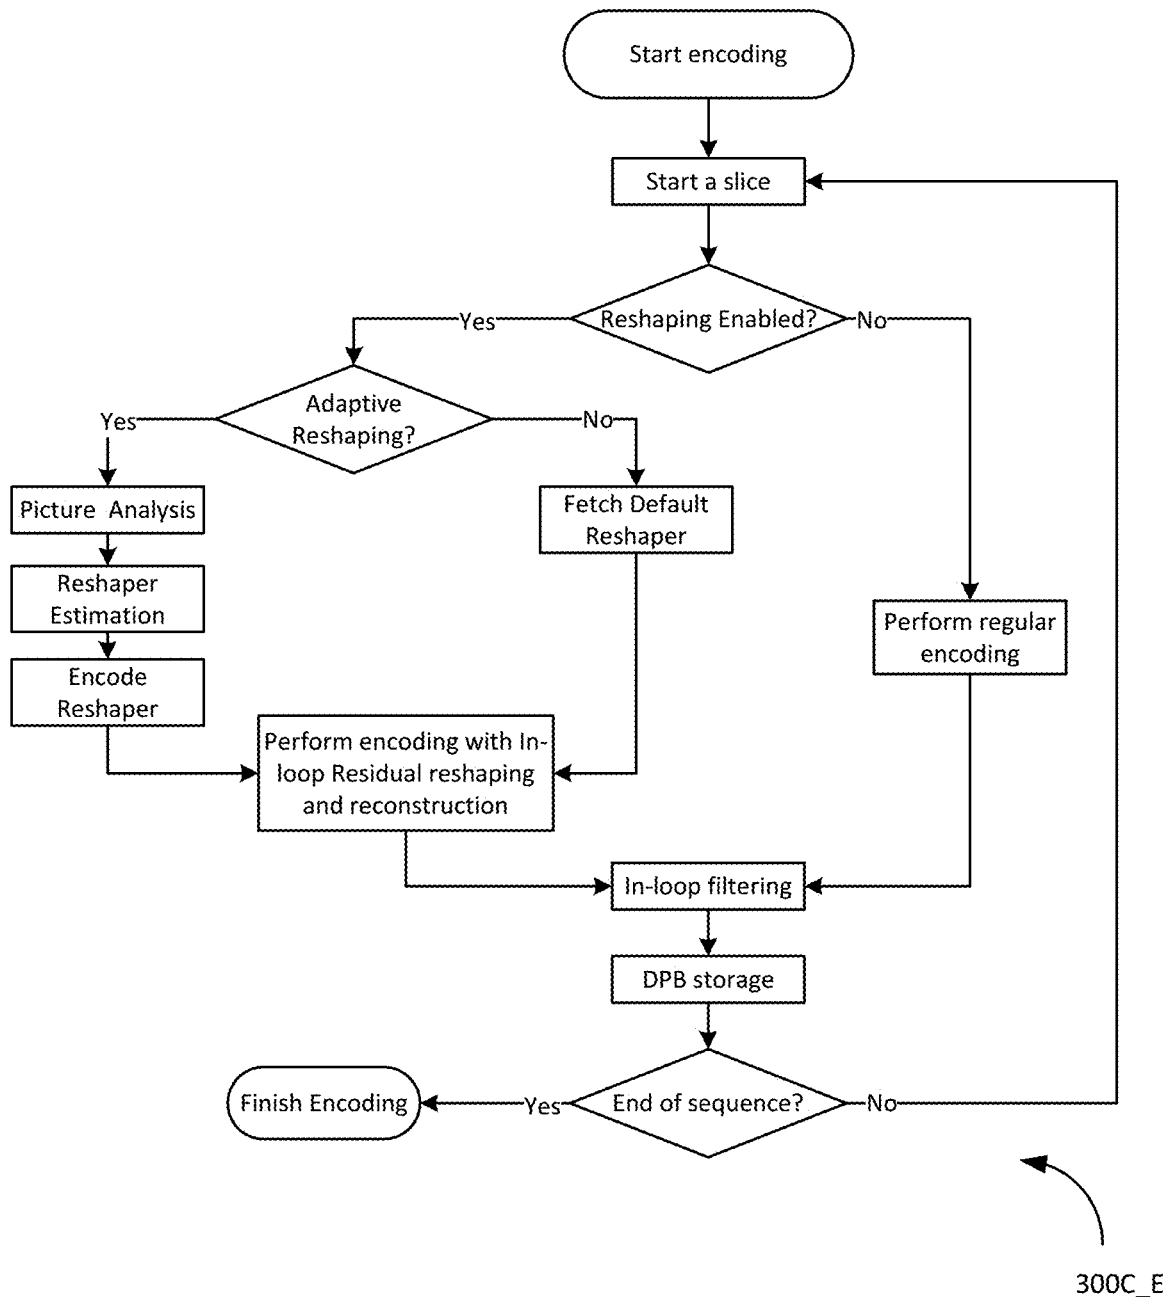 Start encoding
Start a slice
Reshaping Enabled?
Yes
No
Adaptive
Reshaping?
Yes
No
Picture Analysis
Fetch Default
Reshaper
Reshaper
Estimation
Perform regular
encoding
Encode
Reshaper
Perform encoding with In-
loop Residual reshaping
and reconstruction
In-loop filtering
DPB storage
End of sequence?
Yes
No
Finish Encoding
300C_E